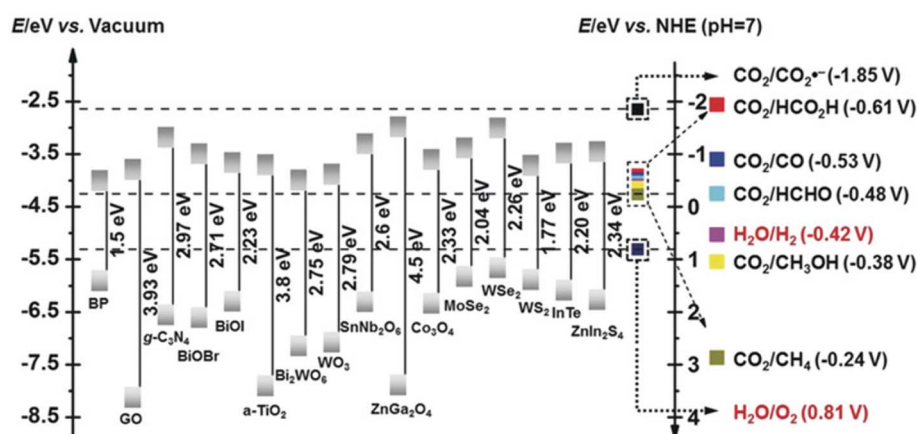 E/eV vs. Vacuum
E/eV vs. NHE (pH=7)
-2.5
-3.5
-4.5
-5.5
-6.5
-7.5
-8.5
1.5 eV
3.93 eV
2.97 eV
2.71 eV
2.23 eV
3.8 eV
2.75 eV
2.79 eV
2.6 eV
4.5 eV
2.33 eV
2.04 eV
2.26 eV
1.77 eV
2.20 eV
2.34 eV
BP
GO
g-C₃N₄
BiOBr
BiOI
a-TiO₂
Bi₂WO₆
WO₃
SnNb₂O₆
ZnGa₂O₄
Co₃O₄
MoSe₂
WSe₂
WS₂
InTe
ZnIn₂S₄
-2
-1
0
1
2
3
4
CO₂/CO₂•⁻ (-1.85 V)
CO₂/HCO₂H (-0.61 V)
CO₂/CO (-0.53 V)
CO₂/HCHO (-0.48 V)
H₂O/H₂ (-0.42 V)
CO₂/CH₃OH (-0.38 V)
CO₂/CH₄ (-0.24 V)
H₂O/O₂ (0.81 V)